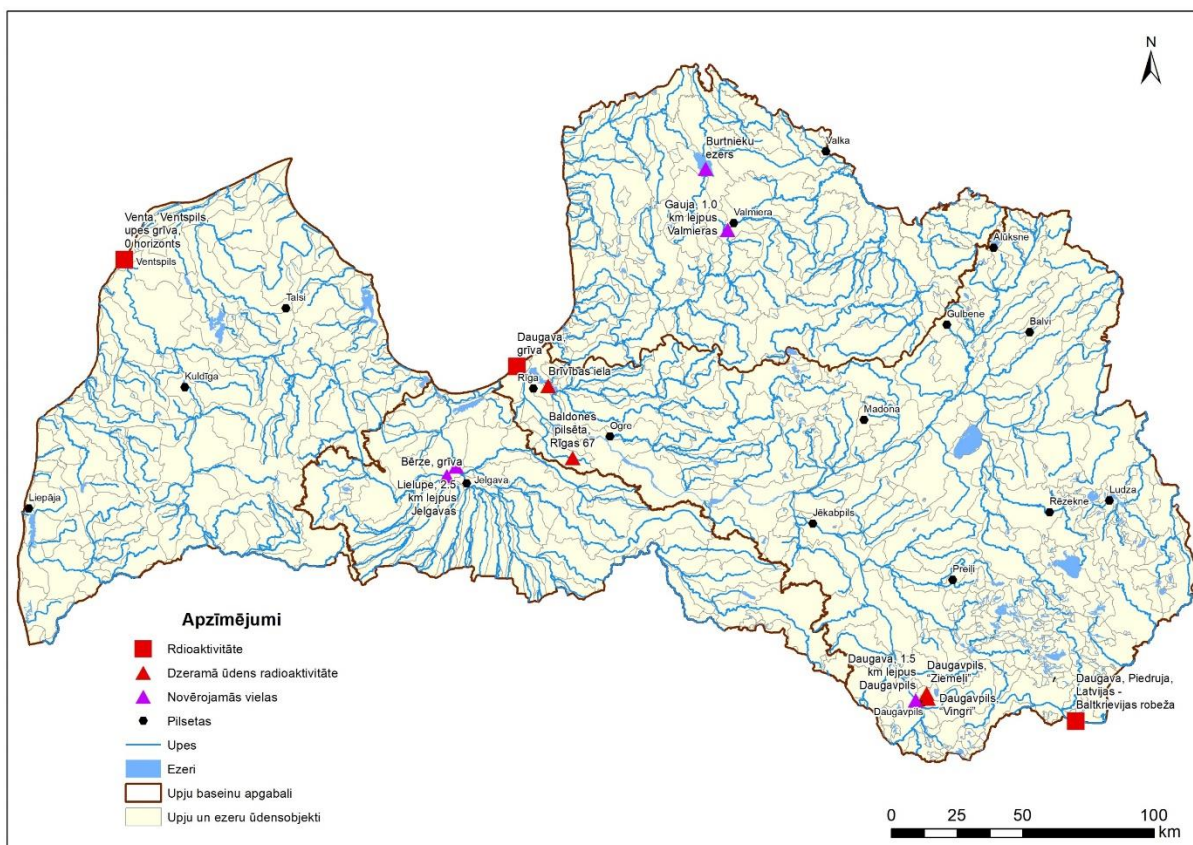 N
Burtnieku
ezers
Valka
Gauja, 1.0
km lejpus
Valmieras
Valmiera
Venta, Ventspils,
upes grīva,
0 horizonts
Ventspils
Alūksne
Talsi
Gulbene
Balvi
Daugava,
grīva
Kuldīga
Rīga
Brīvības iela
Baldones
pilsēta,
Rīgas 67
Ogre
Madona
Bērze, grīva
Lielupe, 2.5
km lejpus
Jelgavas
Jelgava
Liepāja
Jēkabpils
Rēzekne
Ludza
Preiļi
Daugava, 1.5
km lejpus
Daugavpils
Daugavpils,
"Ziemeļi"
Daugavpils,
"Vingri"
Daugavpils
Daugava, Piedruja,
Latvijas -
Baltkrievijas robeža
Apzīmējumi
Rdioaktivitāte
Dzeramā ūdens radioaktivitāte
Novērojamās vielas
Pilsetas
Upes
Ezeri
Upju baseinu apgabali
Upju un ezeru ūdensobjekti
0 25 50 100
km